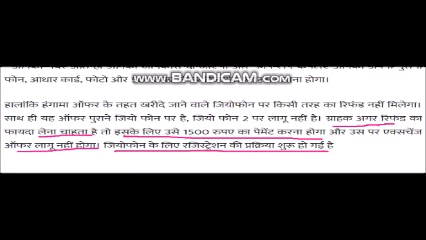 WWW.BANDICAM.COM
फोन, आधार कार्ड, फोटो और
हालांकि हंगामा ऑफर के तहत खरीदे जाने वाले जियोफोन पर किसी तरह का रिफंड नहीं मिलेगा।
साथ ही यह ऑफर पुराने जियो फोन पर है, जियो फोन 2 पर लागू नहीं है। ग्राहक अगर रिफंड का
फायदा लेना चाहता है तो इसके लिए उसे 1500 रुपए का पेमेंट करना होगा और उस पर एक्सचेंज
ऑफर लागू नहीं होगा। जियोफोन के लिए रजिस्ट्रेशन की प्रक्रिया शुरू हो गई है